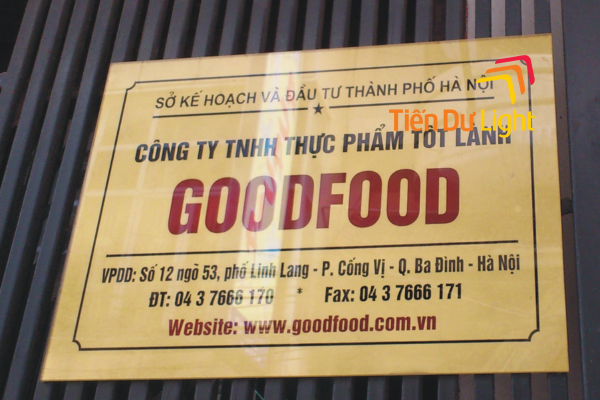 SỞ KẾ HOẠCH VÀ ĐẦU TƯ THÀNH PHỐ HÀ NỘI
Tiến Dự Light
CÔNG TY TNHH THỰC PHẨM TỐT LÀNH
GOODFOOD
VPDD: Số 12 ngõ 53, phố Linh Lang - P. Cống Vị - Q. Ba Đình - Hà Nội
ĐT: 04 3 7666 170 * Fax: 04 3 7666 171
Website: www.goodfood.com.vn